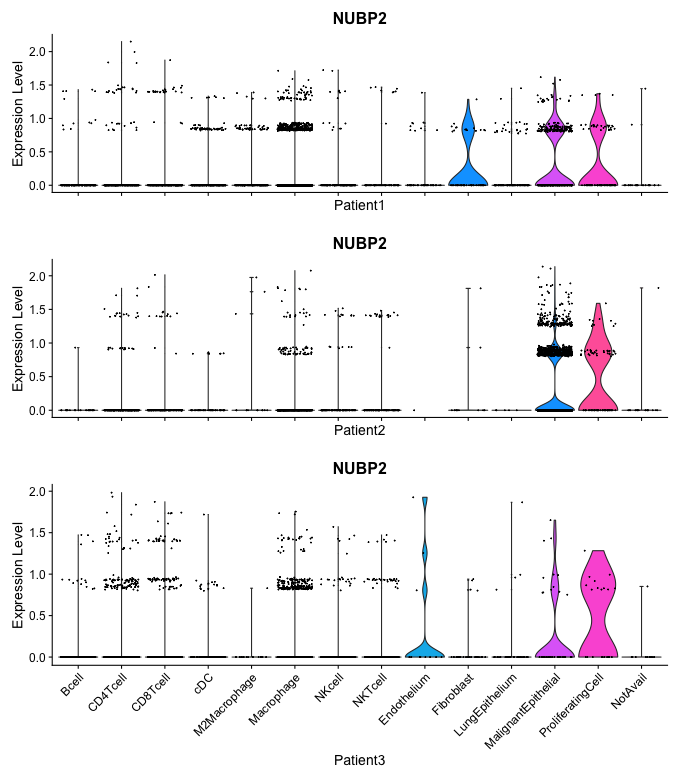 NUBP2
Expression Level
2.0
1.5
1.0
0.5
0.0
Patient1
NUBP2
Expression Level
2.0
1.5
1.0
0.5
0.0
Patient2
NUBP2
Expression Level
2.0
1.5
1.0
0.5
0.0
Bcell
CD4Tcell
CD8Tcell
cDC
M2Macrophage
Macrophage
NKcell
NKTcell
Endothelium
Fibroblast
LungEpithelium
MalignantEpithelial
ProliferatingCell
NotAvail
Patient3